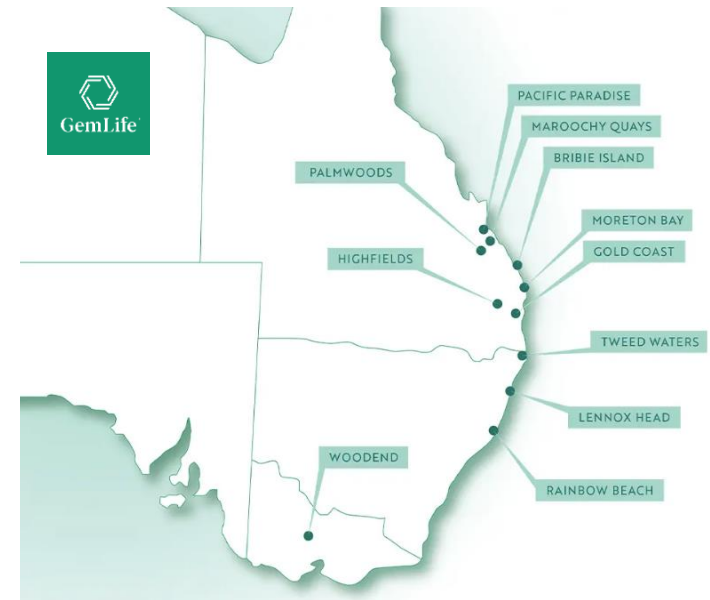 GemLife
PACIFIC PARADISE
MAROOCHY QUAYS
BRIBIE ISLAND
PALMWOODS
MORETON BAY
GOLD COAST
HIGHFIELDS
TWEED WATERS
LENNOX HEAD
WOODEND
RAINBOW BEACH